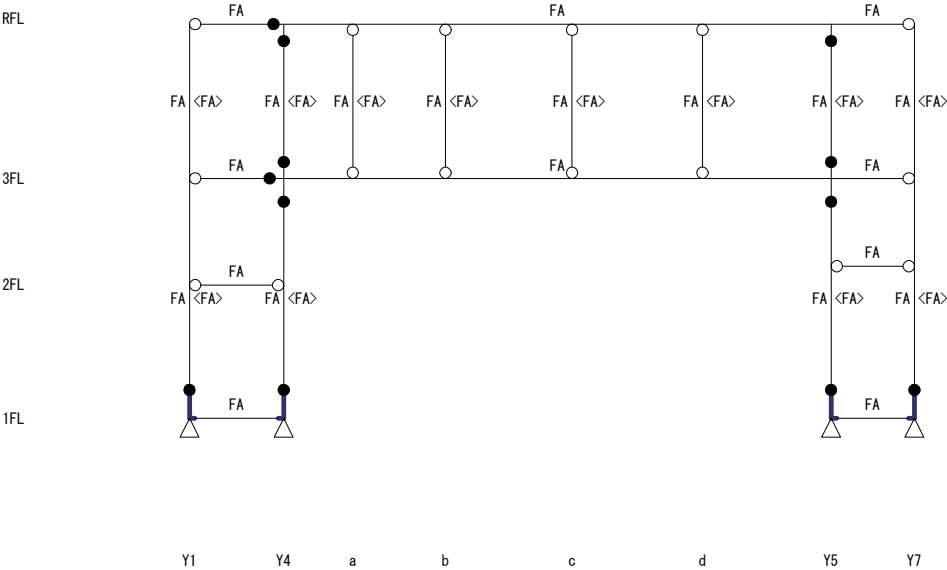 RFL FA FA FA
FA <FA> FA <FA> FA <FA> FA <FA> FA <FA> FA <FA> FA <FA> FA <FA>
3FL FA FA FA
FA
2FL FA
FA <FA> FA <FA> FA <FA> FA <FA>
1FL FA FA
Y1 Y4 a b c d Y5 Y7